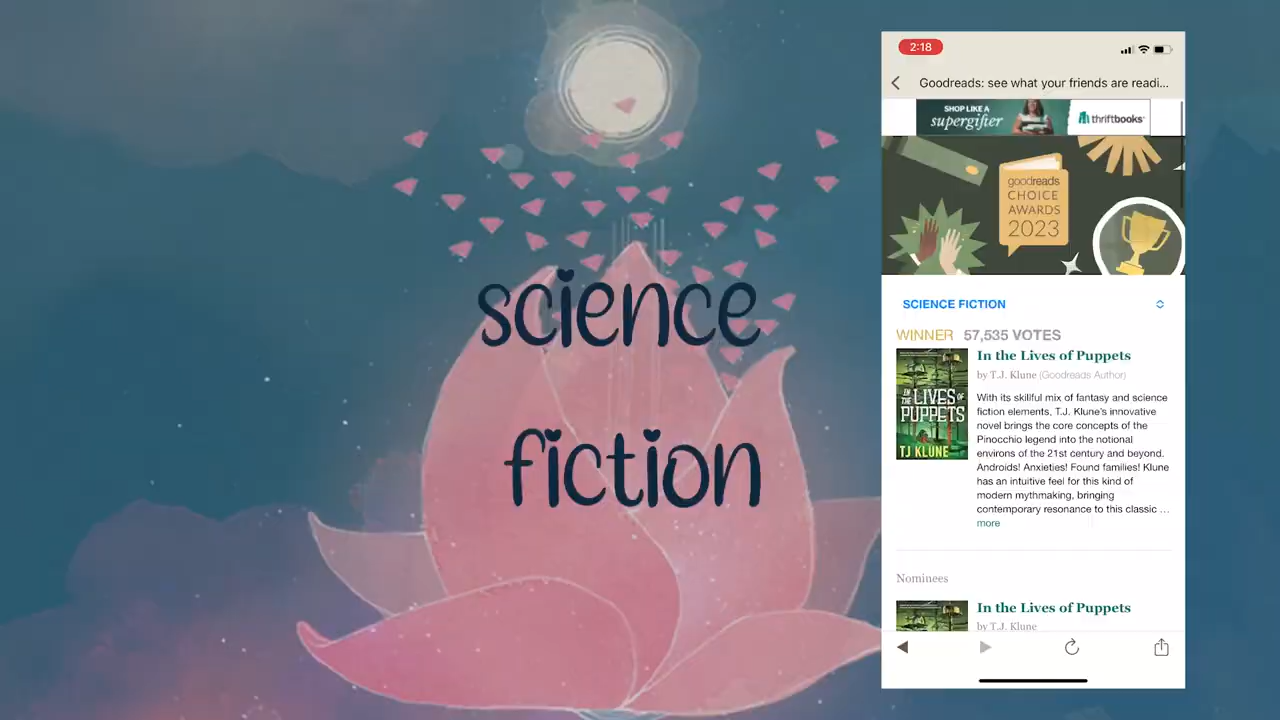 science
fiction
2:18
Goodreads: see what your friends are readi...
SHOP LIKE A
supergifter
thriftbooks
goodreads
CHOICE
AWARDS
2023
SCIENCE FICTION
WINNER 57,535 VOTES
In the Lives of Puppets
by T.J. Klune (Goodreads Author)
IN THE LIVES OF
PUPPETS
TJ KLUNE
With its skillful mix of fantasy and science
fiction elements, T.J. Klune's innovative
novel brings the core concepts of the
Pinocchio legend into the notional
environs of the 21st century and beyond.
Androids! Anxieties! Found families! Klune
has an intuitive feel for this kind of
modern mythmaking, bringing
contemporary resonance to this classic ...
more
Nominees
In the Lives of Puppets
by T.J. Klune